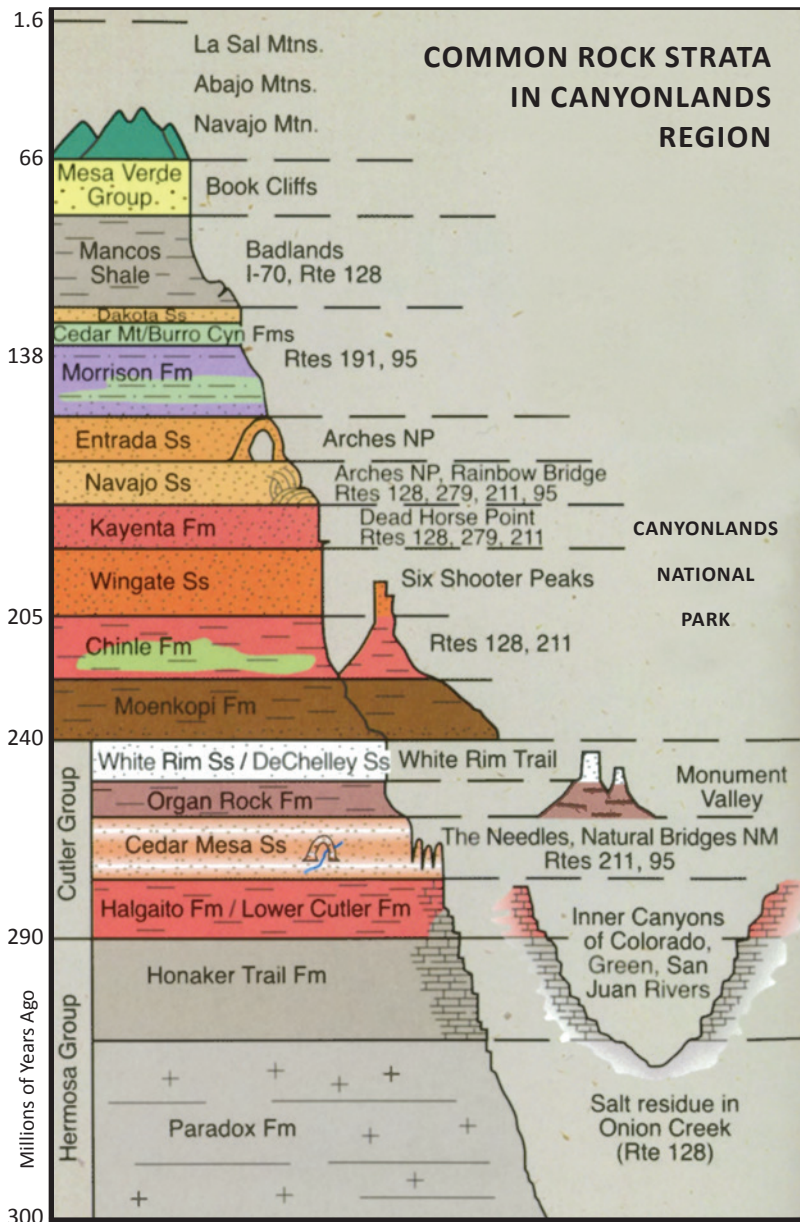 COMMON ROCK STRATA
IN CANYONLANDS
REGION
1.6
La Sal Mtns.
Abajo Mtns.
Navajo Mtn.
66
Mesa Verde
Group.
Book Cliffs
Mancos
Shale
Badlands
I-70, Rte 128
Dakota Ss
Cedar Mt/Burro Cyn Fms
138
Rtes 191, 95
Morrison Fm
Entrada Ss
Arches NP
Navajo Ss
Arches NP, Rainbow Bridge
Rtes 128, 279, 211, 95
Kayenta Fm
Dead Horse Point
Rtes 128, 279, 211
CANYONLANDS
NATIONAL
PARK
Wingate Ss
Six Shooter Peaks
205
Chinle Fm
Rtes 128, 211
Moenkopi Fm
240
Cutler Group
White Rim Ss / DeChelley Ss
White Rim Trail
Organ Rock Fm
Monument
Valley
Cedar Mesa Ss
The Needles, Natural Bridges NM
Rtes 211, 95
Halgaito Fm / Lower Cutler Fm
290
Inner Canyons
of Colorado,
Green, San
Juan Rivers
Millions of Years Ago
Hermosa Group
Honaker Trail Fm
Paradox Fm
Salt residue in
Onion Creek
(Rte 128)
300